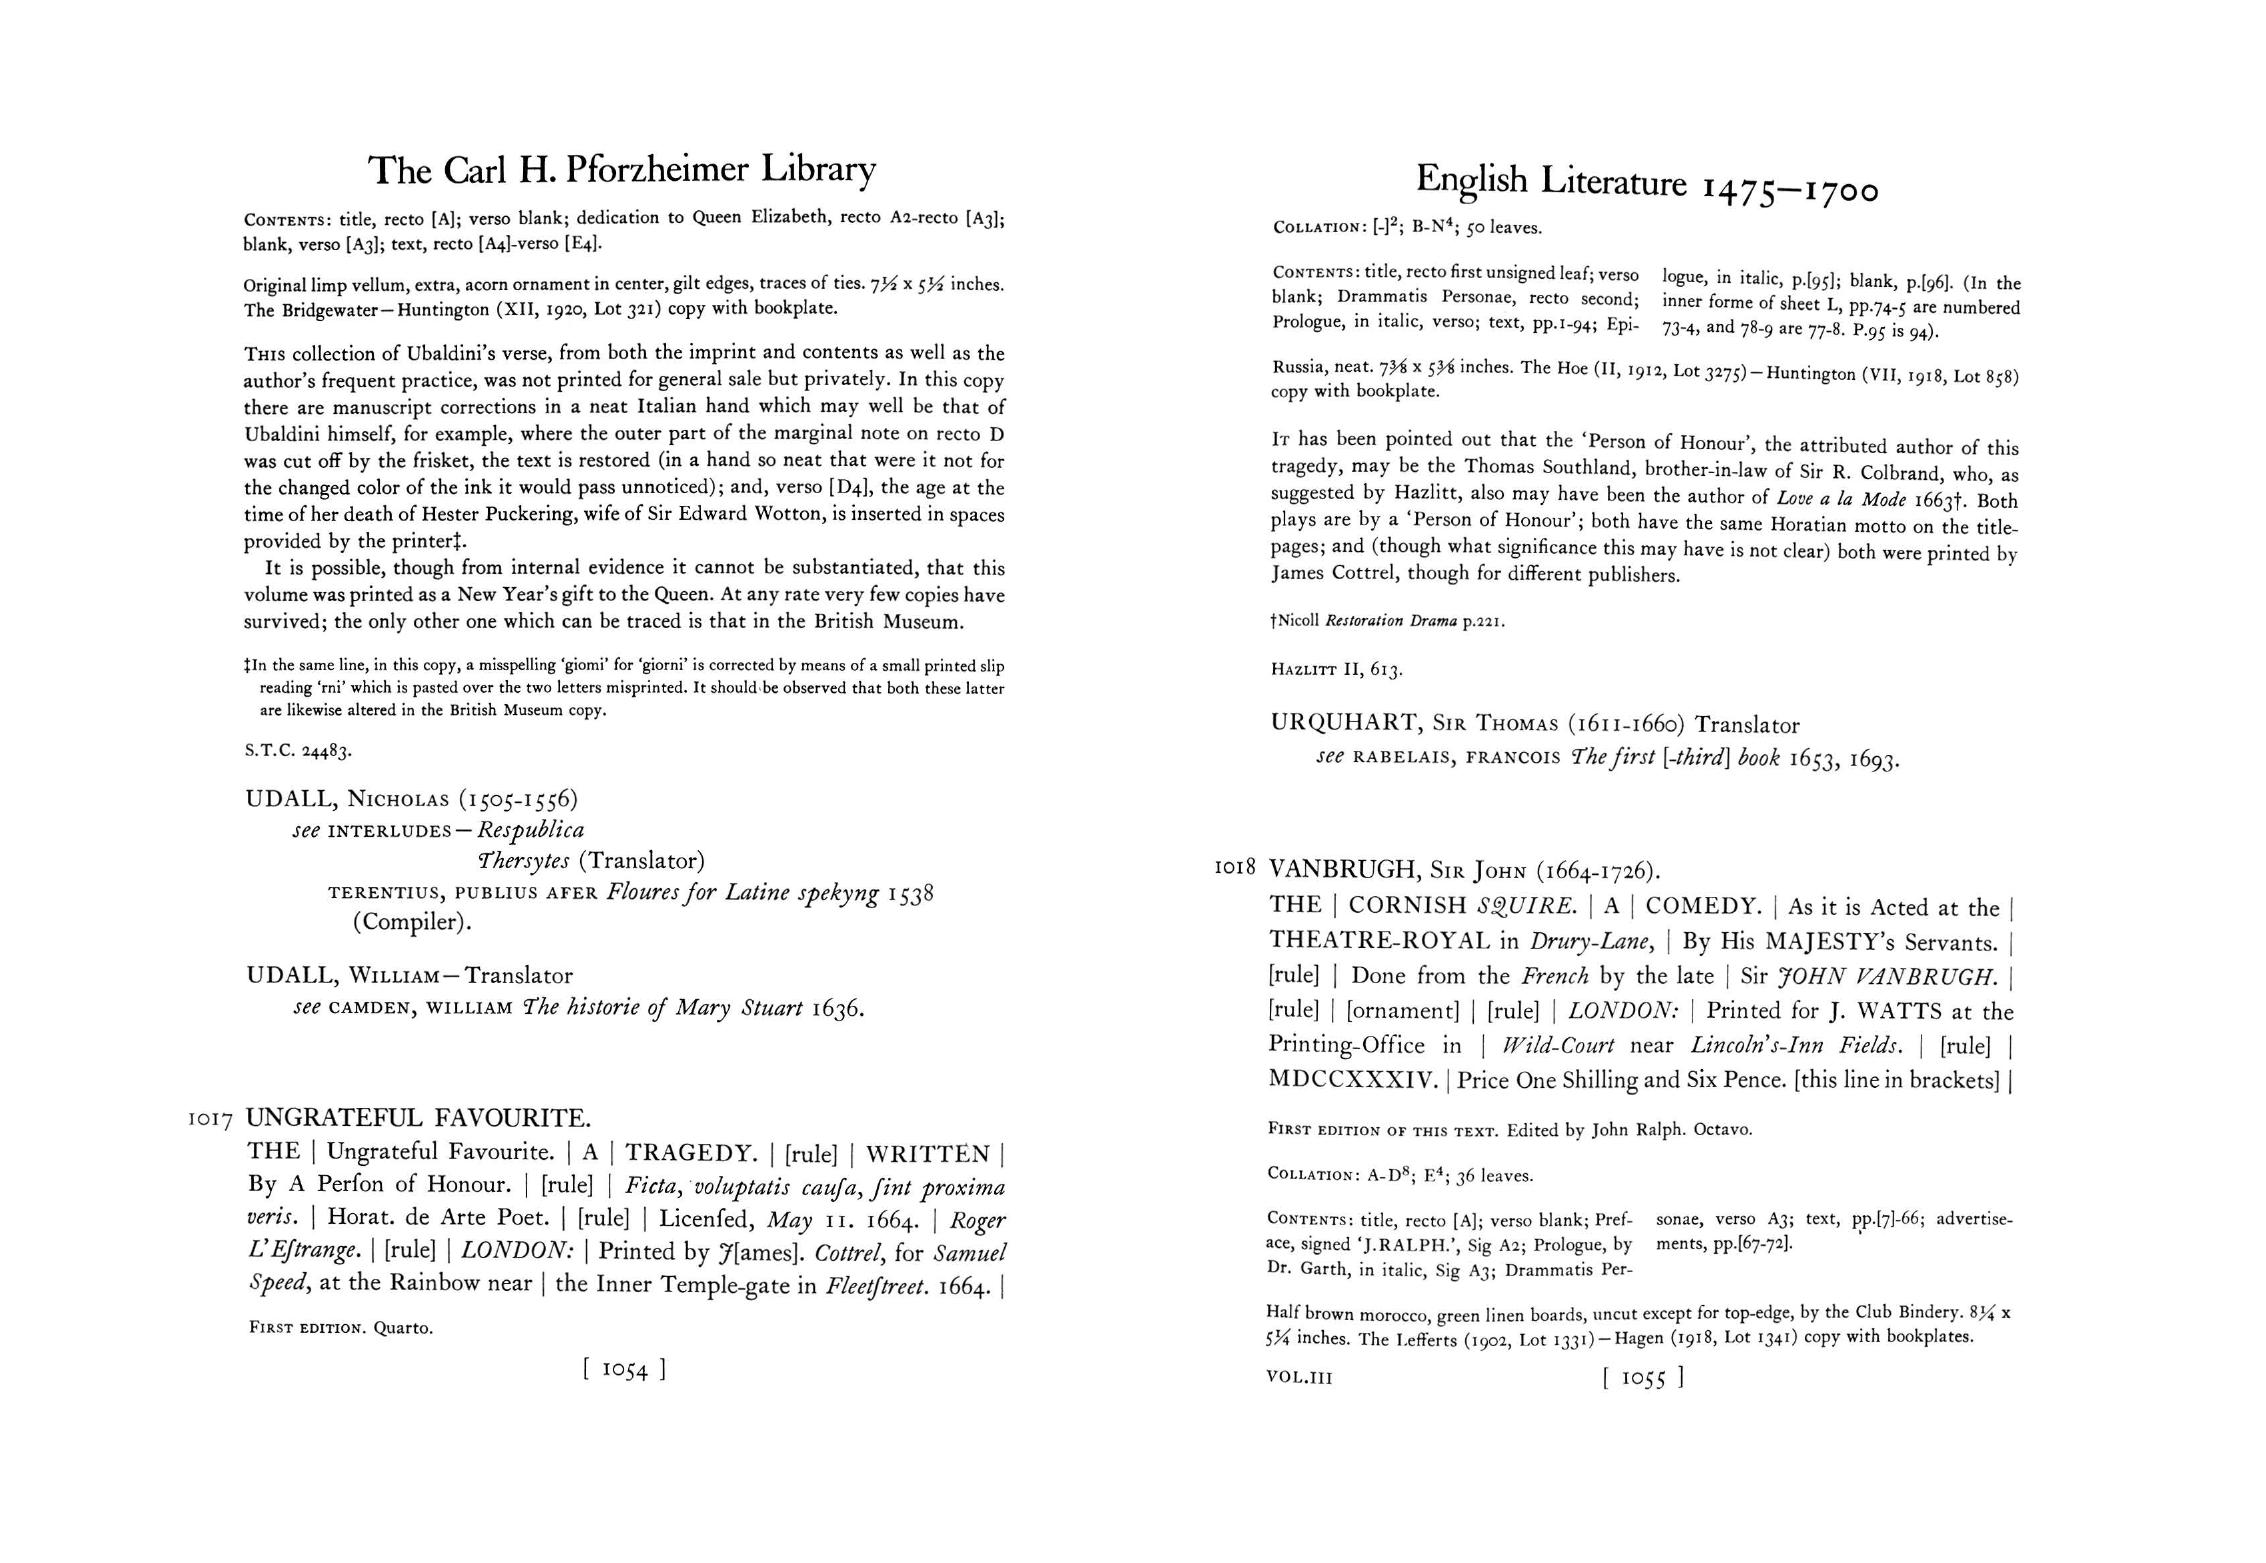 The Carl H. Pforzheimer Library
CONTENTS: title, recto [A]; verso blank; dedication to Queen Elizabeth, recto A2-recto [A3];
blank, verso [A3]; text, recto [A4]-verso [E4].
Original limp vellum, extra, acorn ornament in center, gilt edges, traces of ties. 7½ x 5½ inches.
The Bridgewater—Huntington (XII, 1920, Lot 321) copy with bookplate.
THIS collection of Ubaldini's verse, from both the imprint and contents as well as the
author's frequent practice, was not printed for general sale but privately. In this copy
there are manuscript corrections in a neat Italian hand which may well be that of
Ubaldini himself, for example, where the outer part of the marginal note on recto D
was cut off by the frisket, the text is restored (in a hand so neat that were it not for
the changed color of the ink it would pass unnoticed); and, verso [D4], the age at the
time of her death of Hester Puckering, wife of Sir Edward Wotton, is inserted in spaces
provided by the printer‡.
It is possible, though from internal evidence it cannot be substantiated, that this
volume was printed as a New Year's gift to the Queen. At any rate very few copies have
survived; the only other one which can be traced is that in the British Museum.
‡In the same line, in this copy, a misspelling 'giomi' for 'giorni' is corrected by means of a small printed slip
reading 'rni' which is pasted over the two letters misprinted. It should be observed that both these latter
are likewise altered in the British Museum copy.
S.T.C. 24483.
UDALL, NICHOLAS (1505-1556)
see INTERLUDES—Respublica
Thersytes (Translator)
TERENTIUS, PUBLIUS AFER Floures for Latine spekyng 1538
(Compiler).
UDALL, WILLIAM—Translator
see CAMDEN, WILLIAM The historie of Mary Stuart 1636.
1017 UNGRATEFUL FAVOURITE.
THE | Ungrateful Favourite. | A | TRAGEDY. | [rule] | WRITTEN |
By A Perſon of Honour. | [rule] | Ficta, voluptatis cauſa, ſint proxima
veris. | Horat. de Arte Poet. | [rule] | Licenſed, May 11. 1664. | Roger
L'Eſtrange. | [rule] | LONDON: | Printed by J[ames]. Cottrel, for Samuel
Speed, at the Rainbow near | the Inner Temple-gate in Fleetſtreet. 1664. |
FIRST EDITION. Quarto.
[ 1054 ]
English Literature 1475—1700
COLLATION: [-]²; B-N⁴; 50 leaves.
CONTENTS: title, recto first unsigned leaf; verso
blank; Drammatis Personae, recto second;
Prologue, in italic, verso; text, pp.1-94; Epi-
logue, in italic, p.[95]; blank, p.[96]. (In the
inner forme of sheet L, pp.74-5 are numbered
73-4, and 78-9 are 77-8. P.95 is 94).
Russia, neat. 7⅜ x 5⅜ inches. The Hoe (II, 1912, Lot 3275)—Huntington (VII, 1918, Lot 858)
copy with bookplate.
IT has been pointed out that the 'Person of Honour', the attributed author of this
tragedy, may be the Thomas Southland, brother-in-law of Sir R. Colbrand, who, as
suggested by Hazlitt, also may have been the author of Love a la Mode 1663†. Both
plays are by a 'Person of Honour'; both have the same Horatian motto on the title-
pages; and (though what significance this may have is not clear) both were printed by
James Cottrel, though for different publishers.
†Nicoll Restoration Drama p.221.
HAZLITT II, 613.
URQUHART, SIR THOMAS (1611-1660) Translator
see RABELAIS, FRANCOIS The first [-third] book 1653, 1693.
1018 VANBRUGH, SIR JOHN (1664-1726).
THE | CORNISH SQUIRE. | A | COMEDY. | As it is Acted at the |
THEATRE-ROYAL in Drury-Lane, | By His MAJESTY's Servants. |
[rule] | Done from the French by the late | Sir JOHN VANBRUGH. |
[rule] | [ornament] | [rule] | LONDON: | Printed for J. WATTS at the
Printing-Office in | Wild-Court near Lincoln's-Inn Fields. | [rule] |
MDCCXXXIV. | Price One Shilling and Six Pence. [this line in brackets] |
FIRST EDITION OF THIS TEXT. Edited by John Ralph. Octavo.
COLLATION: A-D⁸; E⁴; 36 leaves.
CONTENTS: title, recto [A]; verso blank; Pref-
ace, signed 'J.RALPH.', Sig A2; Prologue, by
Dr. Garth, in italic, Sig A3; Drammatis Per-
sonae, verso A3; text, pp.[7]-66; advertise-
ments, pp.[67-72].
Half brown morocco, green linen boards, uncut except for top-edge, by the Club Bindery. 8¼ x
5¼ inches. The Lefferts (1902, Lot 1331)—Hagen (1918, Lot 1341) copy with bookplates.
VOL.III
[ 1055 ]